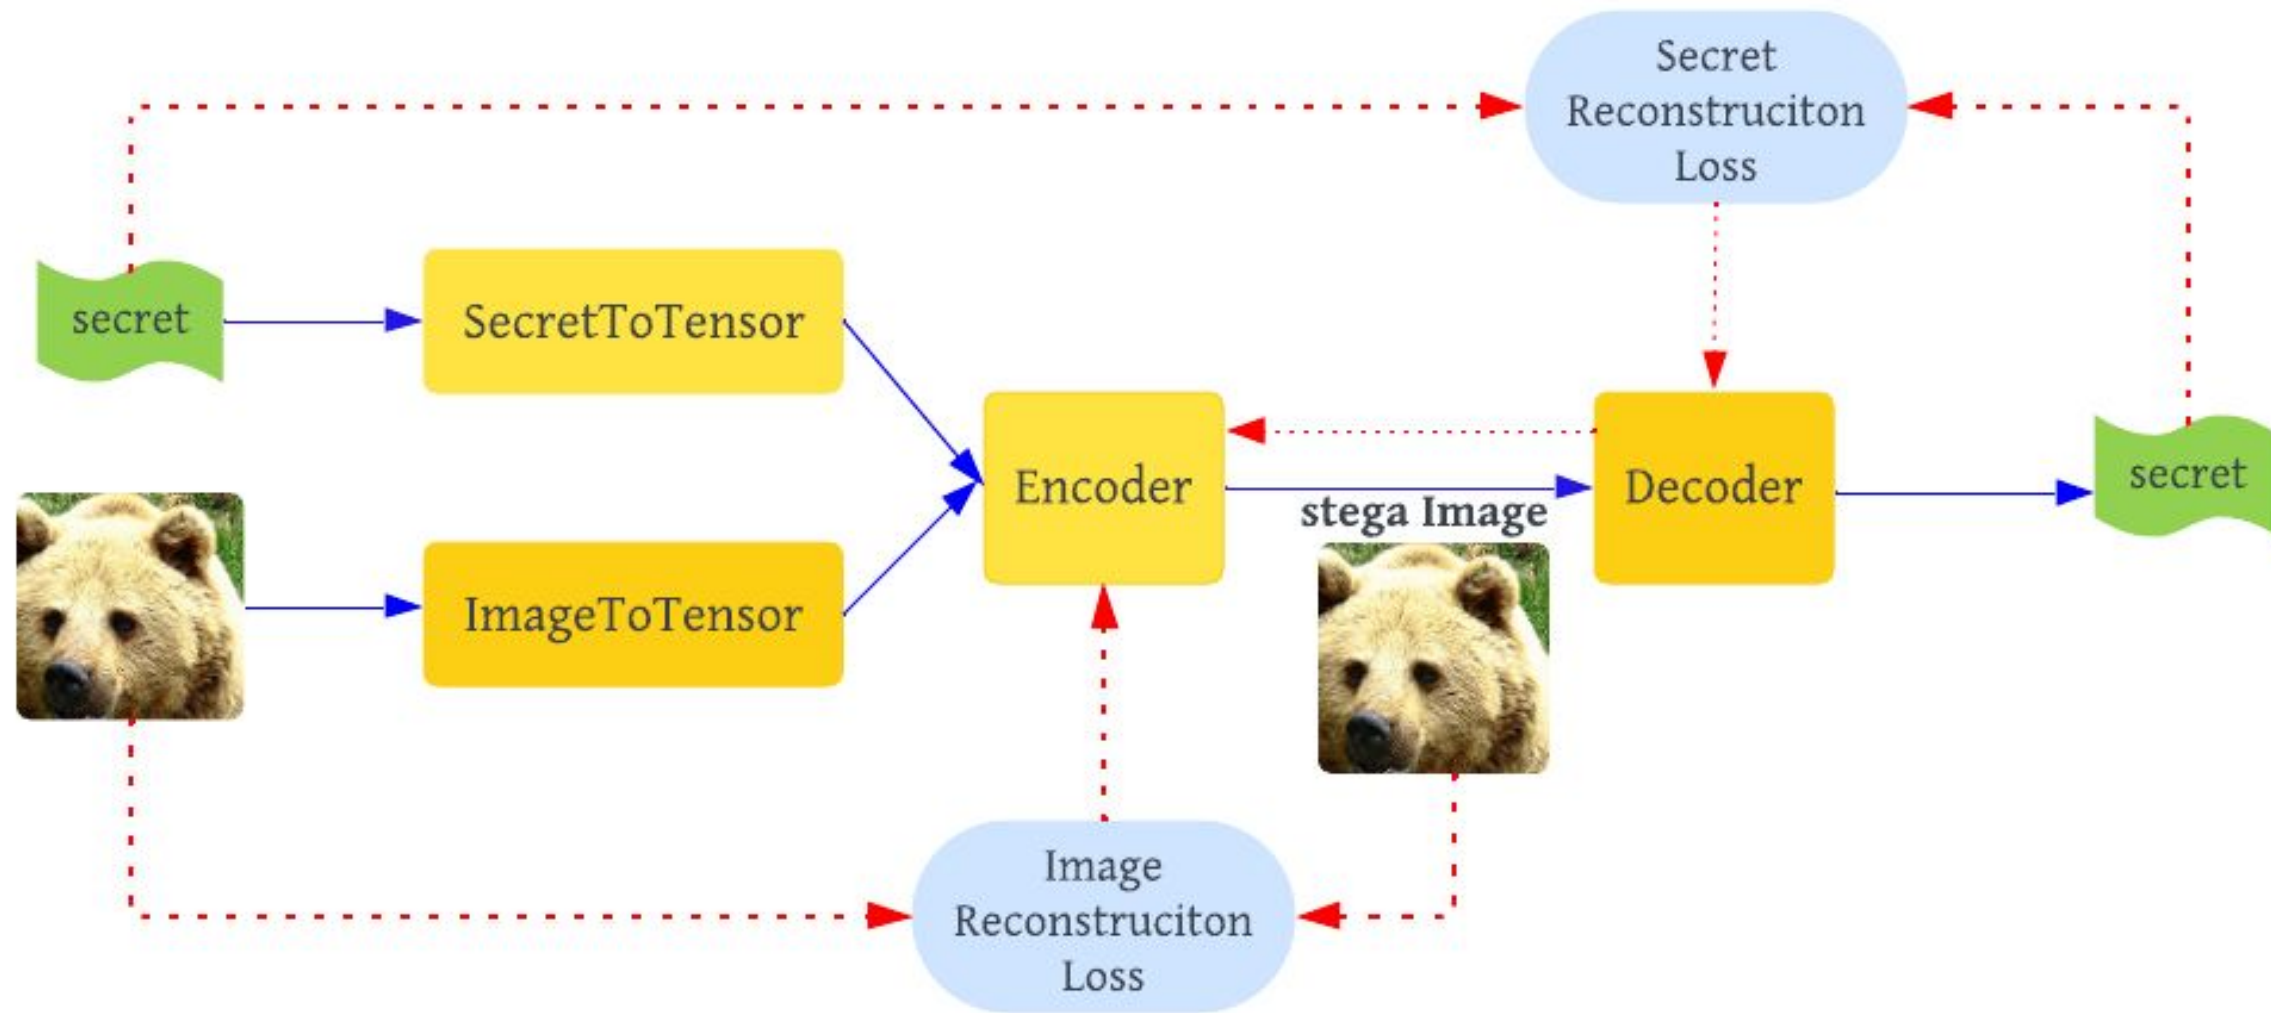 Secret
Reconstruciton
Loss
secret
SecretToTensor
Encoder
stega Image
Decoder
secret
ImageToTensor
Image
Reconstruciton
Loss